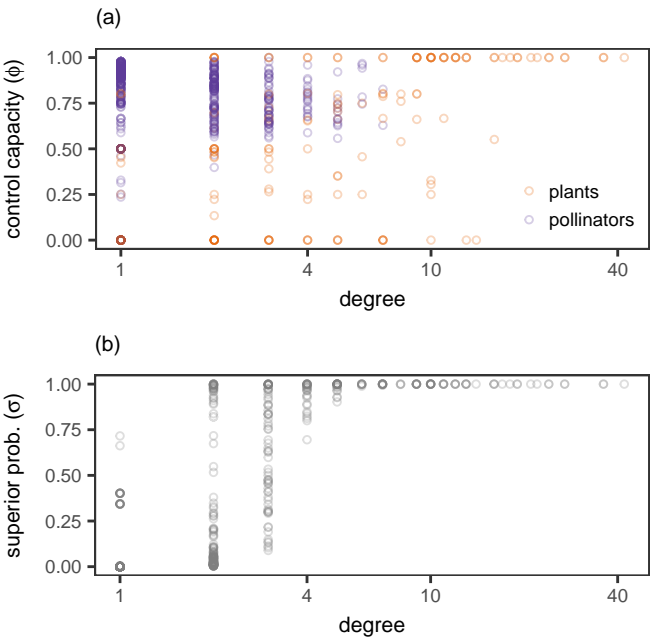 (a)
control capacity (ϕ)
1.00
0.75
0.50
0.25
0.00
plants
pollinators
1 4 10 40
degree
(b)
superior prob. (σ)
1.00
0.75
0.50
0.25
0.00
1 4 10 40
degree